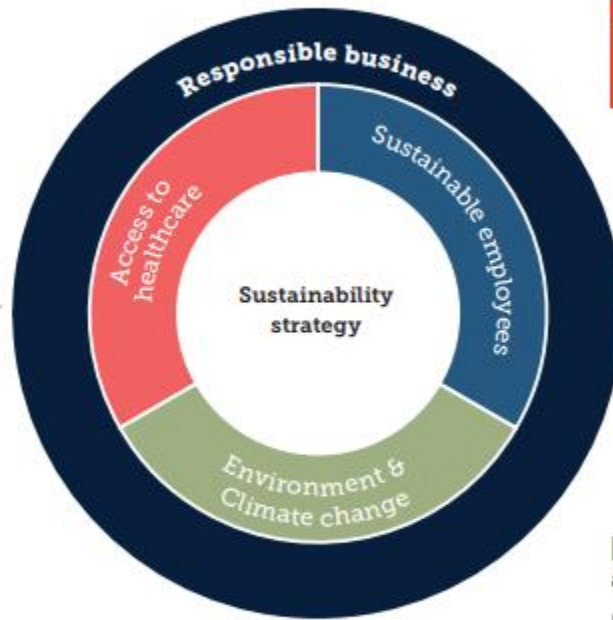 Responsible business
Access to
healthcare
Sustainable employees
Sustainability
strategy
Environment &
Climate change